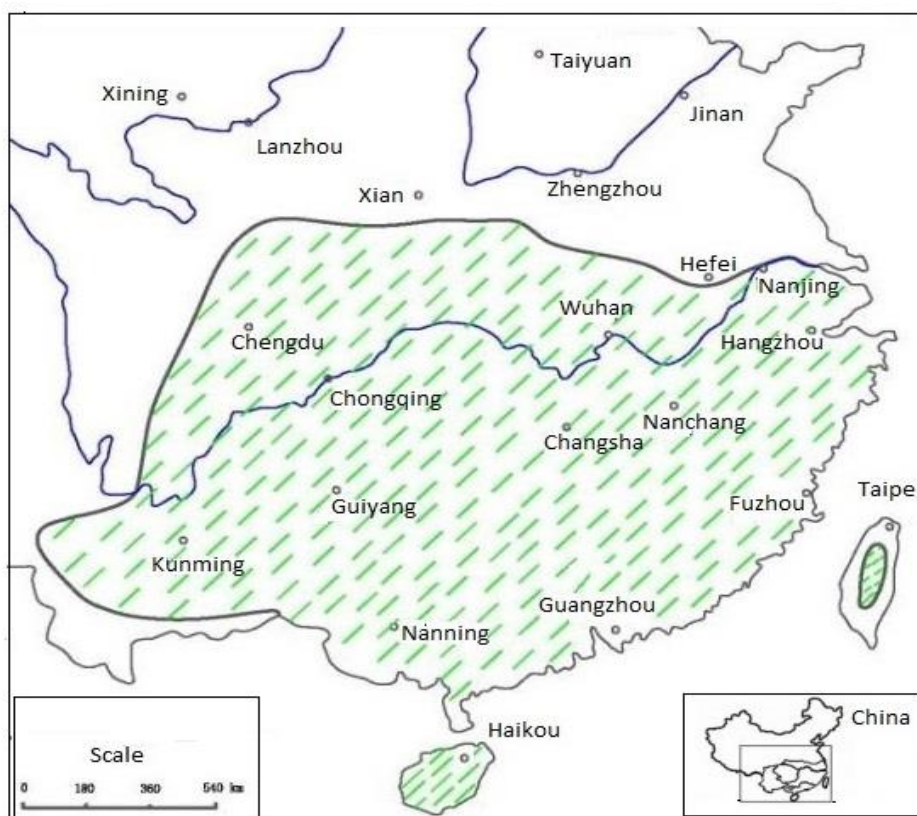 Taiyuan
Xining
Jinan
Lanzhou
Zhengzhou
Xian
Hefei
Nanjing
Wuhan
Chengdu
Hangzhou
Chongqing
Nanchang
Changsha
Guiyang
Fuzhou
Taipe
Kunming
Guangzhou
Nanning
Haikou
China
Scale
0 180 360 540 km